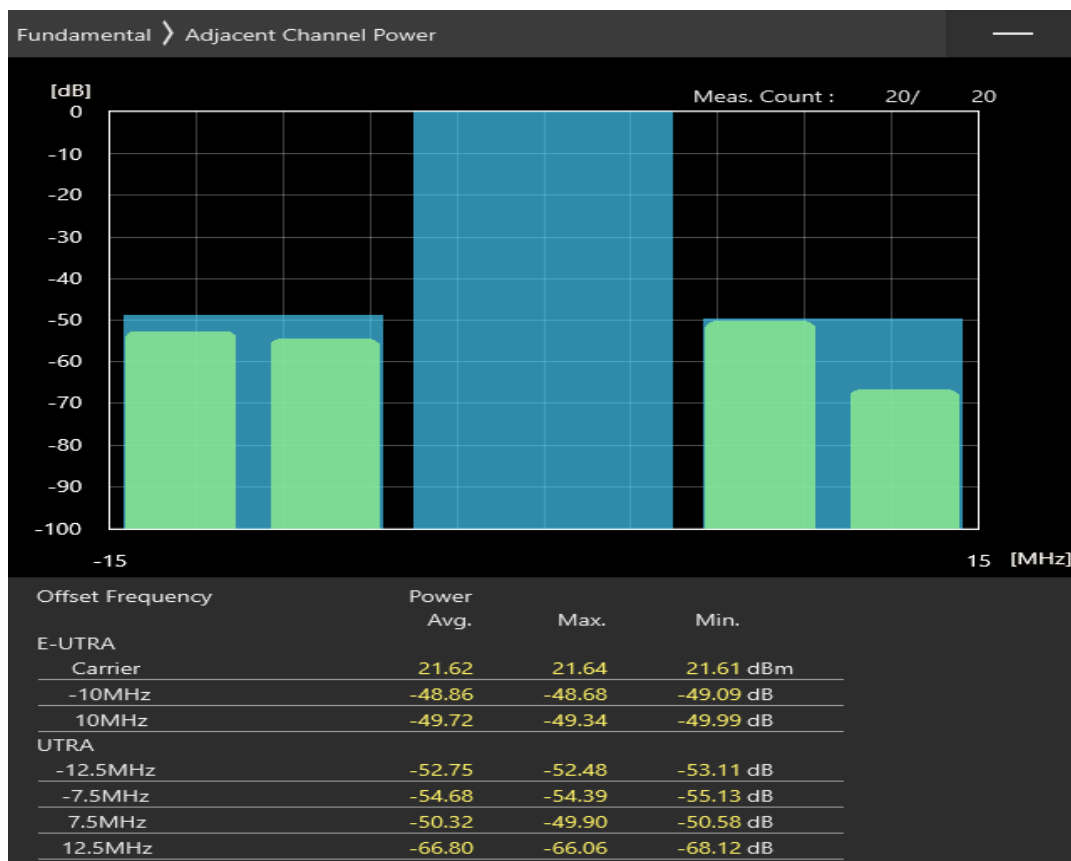 Fundamental ❯ Adjacent Channel Power
[dB]
Meas. Count : 20/ 20
0
-10
-20
-30
-40
-50
-60
-70
-80
-90
-100
-15 15 [MHz]
Offset Frequency Power
Avg. Max. Min.
E-UTRA
Carrier 21.62 21.64 21.61 dBm
-10MHz -48.86 -48.68 -49.09 dB
10MHz -49.72 -49.34 -49.99 dB
UTRA
-12.5MHz -52.75 -52.48 -53.11 dB
-7.5MHz -54.68 -54.39 -55.13 dB
7.5MHz -50.32 -49.90 -50.58 dB
12.5MHz -66.80 -66.06 -68.12 dB